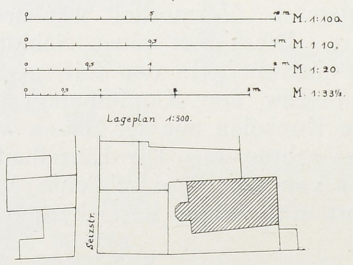 0 5 10 m M. 1:100
0 0,5 1 m M 1 10.
0 0,5 1 2 m M. 1: 20.
0 0,5 1 2 3 m. M. 1:33⅓.
Lageplan 1:500.
Seizstr.